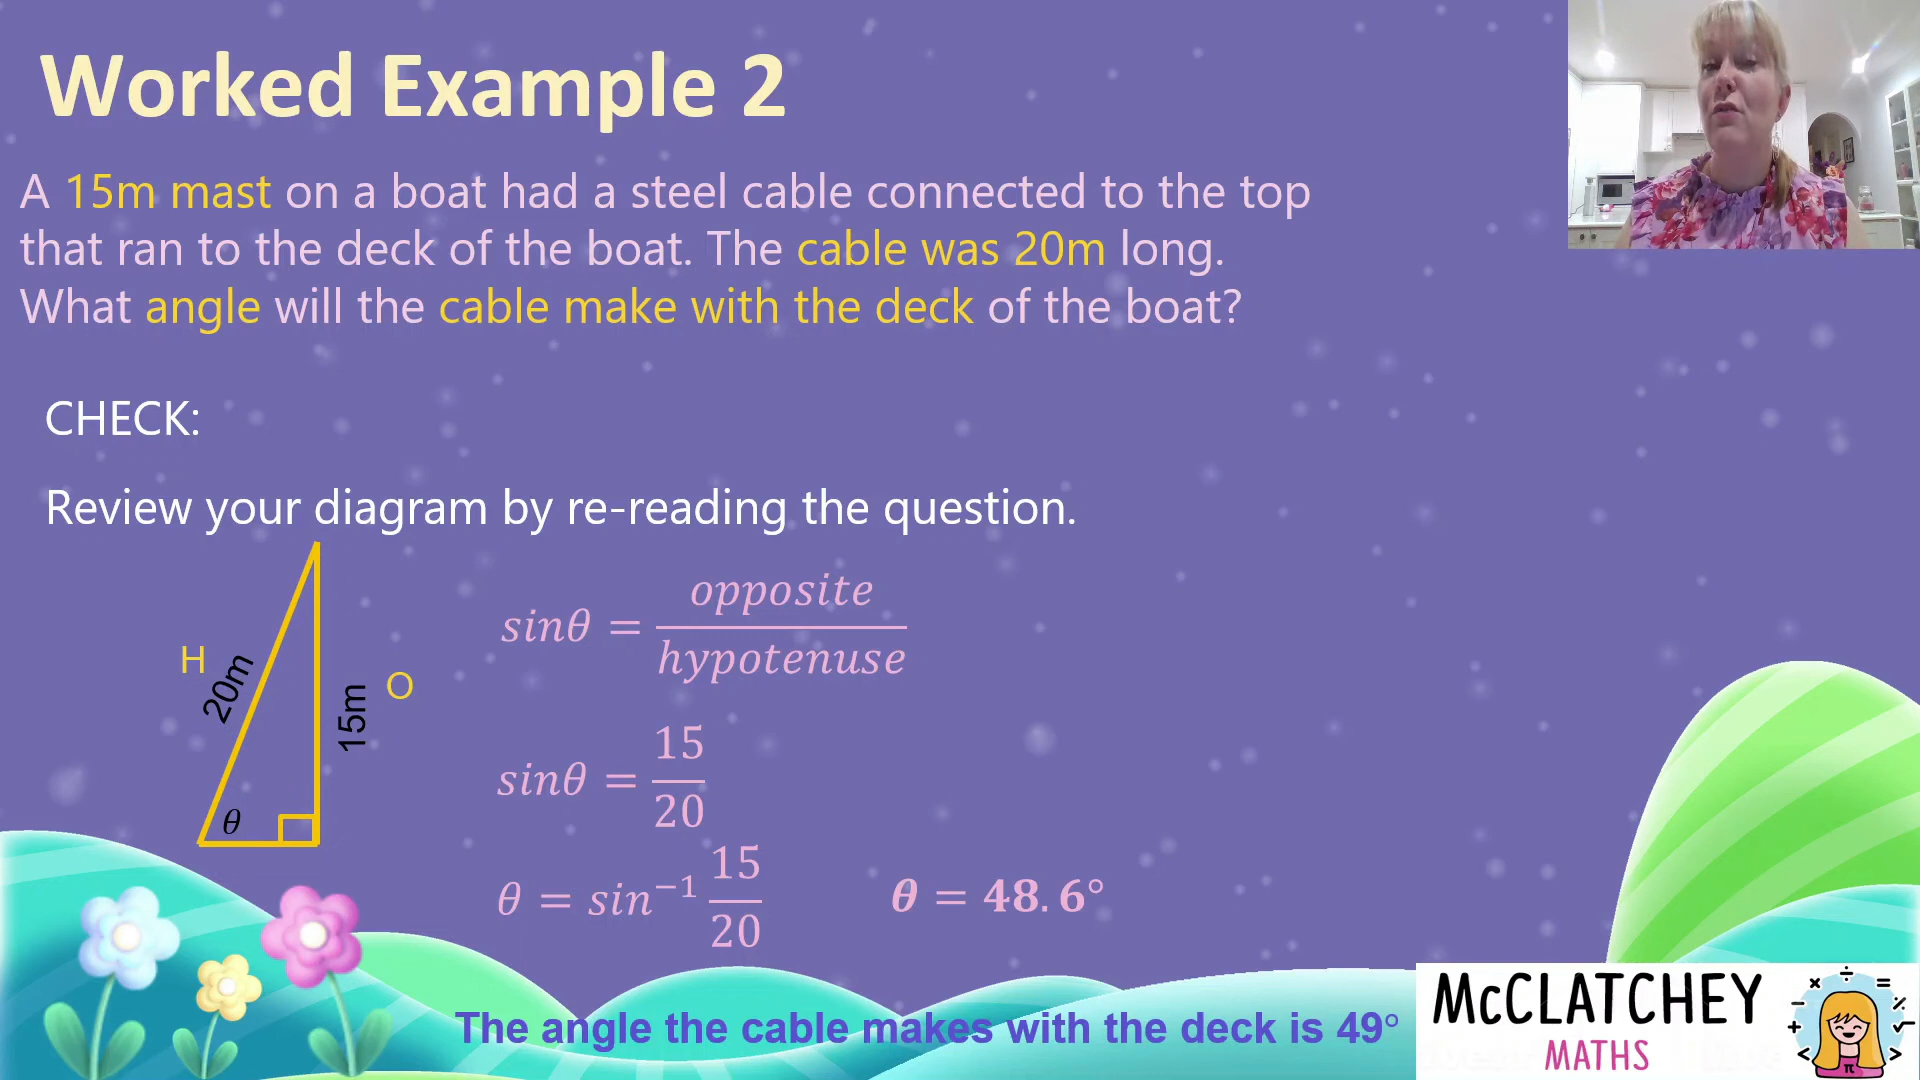 Worked Example 2
A 15m mast on a boat had a steel cable connected to the top
that ran to the deck of the boat. The cable was 20m long.
What angle will the cable make with the deck of the boat?
CHECK:
Review your diagram by re-reading the question.
H
20m
15m
O
θ
sinθ = opposite/hypotenuse
sinθ = 15/20
θ = sin⁻¹ 15/20
θ = 48.6°
The angle the cable makes with the deck is 49°
McCLATCHEY
MATHS
× ÷ = − + < > π